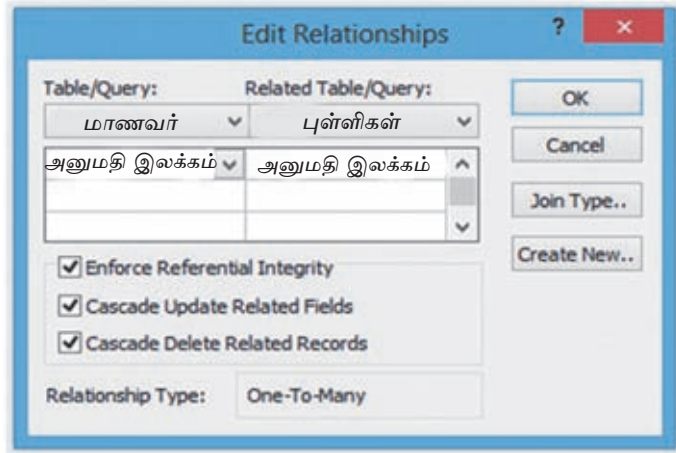 Edit Relationships ? ×
Table/Query: Related Table/Query:
மாணவர் புள்ளிகள்
அனுமதி இலக்கம் அனுமதி இலக்கம்
Enforce Referential Integrity
Cascade Update Related Fields
Cascade Delete Related Records
Relationship Type: One-To-Many
OK
Cancel
Join Type..
Create New..